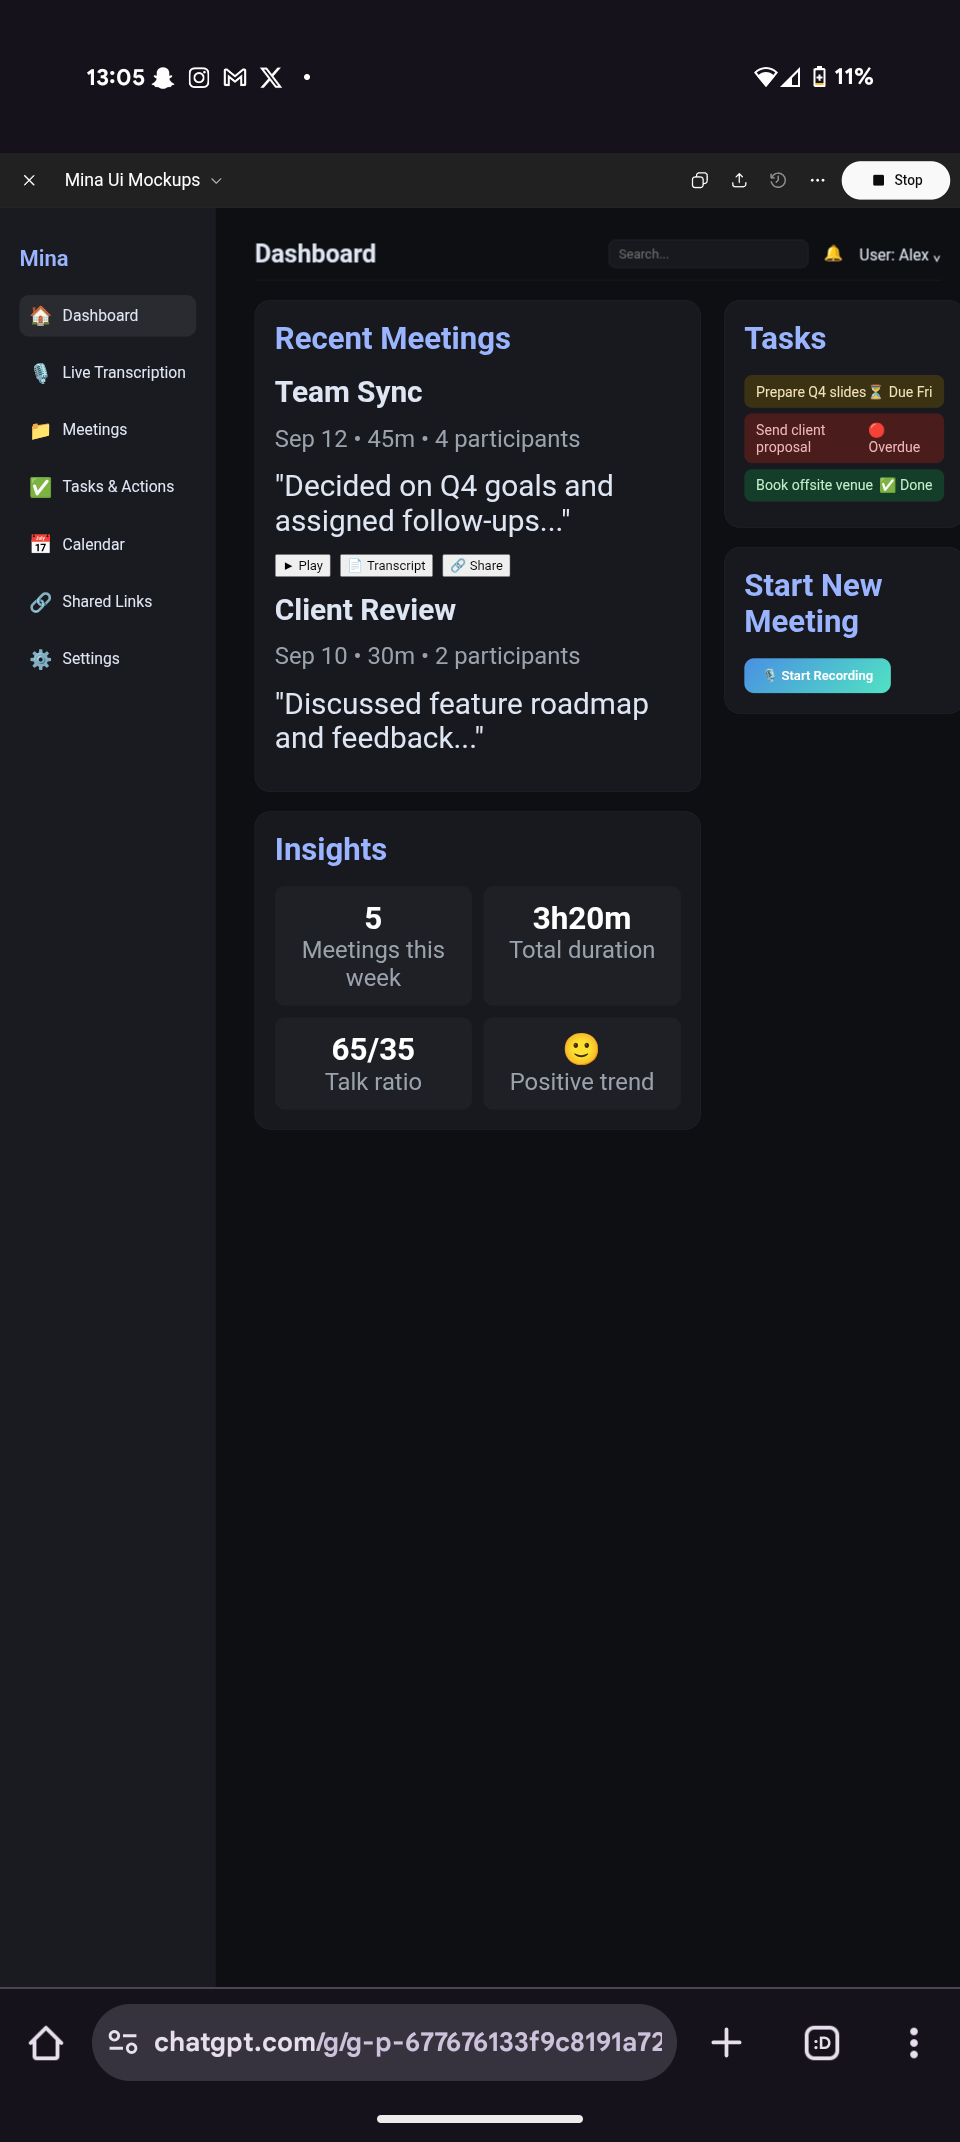 13:05
11%
Mina Ui Mockups
Stop
Mina
Dashboard
Live Transcription
Meetings
Tasks & Actions
Calendar
Shared Links
Settings
Dashboard
Search...
User: Alex
Recent Meetings
Team Sync
Sep 12 • 45m • 4 participants
"Decided on Q4 goals and
assigned follow-ups..."
Play
Transcript
Share
Client Review
Sep 10 • 30m • 2 participants
"Discussed feature roadmap
and feedback..."
Insights
5
Meetings this
week
3h20m
Total duration
65/35
Talk ratio
Positive trend
Tasks
Prepare Q4 slides ⏳ Due Fri
Send client
proposal
🔴
Overdue
Book offsite venue ✅ Done
Start New
Meeting
Start Recording
chatgpt.com/g/g-p-677676133f9c8191a72
:D